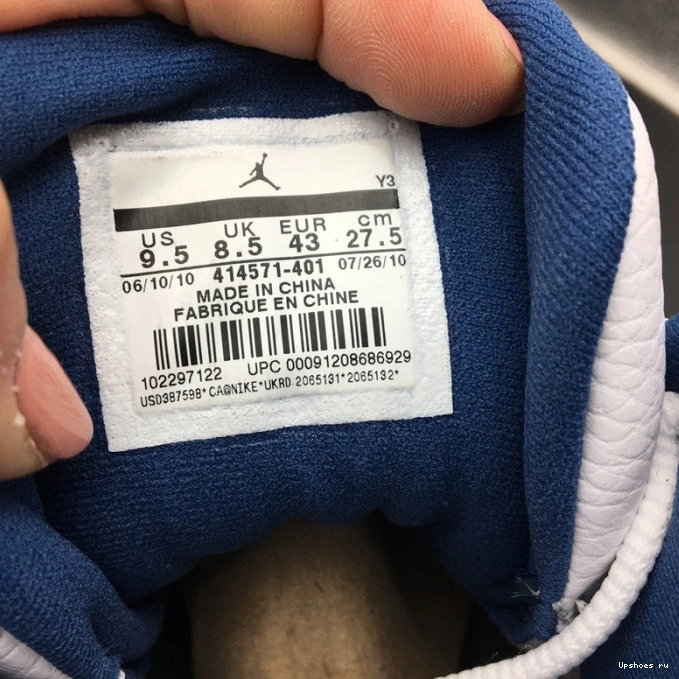 Y3
US UK EUR cm
9.5 8.5 43 27.5
06/10/10 414571-401 07/26/10
MADE IN CHINA
FABRIQUE EN CHINE
102297122 UPC 00091208686929
USD387598*CA@NIKE*UKRD.2065131*2065132*
Upshoes ru